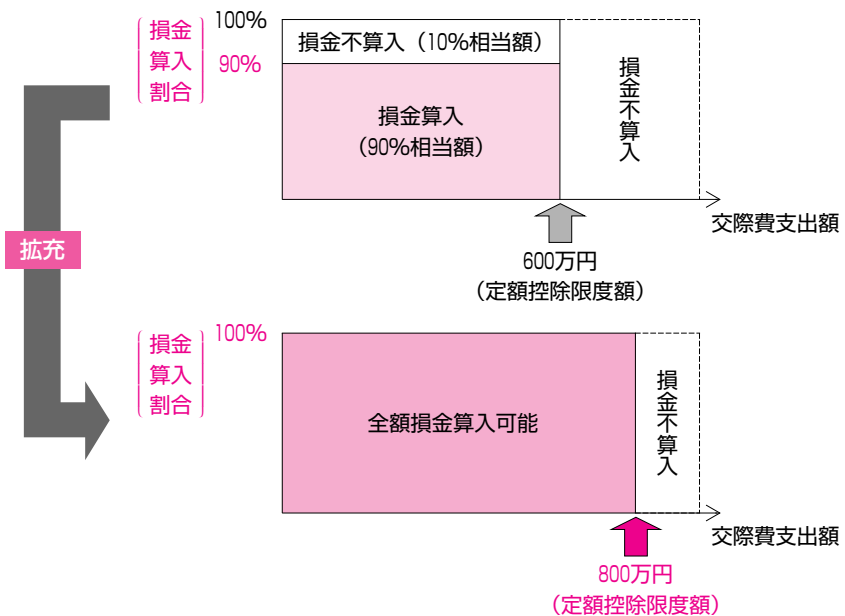 損金
算入
割合
100%
90%
損金不算入（10%相当額）
損金算入
（90%相当額）
損金不算入
交際費支出額
600万円
（定額控除限度額）
拡充
損金
算入
割合
100%
全額損金算入可能
損金不算入
交際費支出額
800万円
（定額控除限度額）